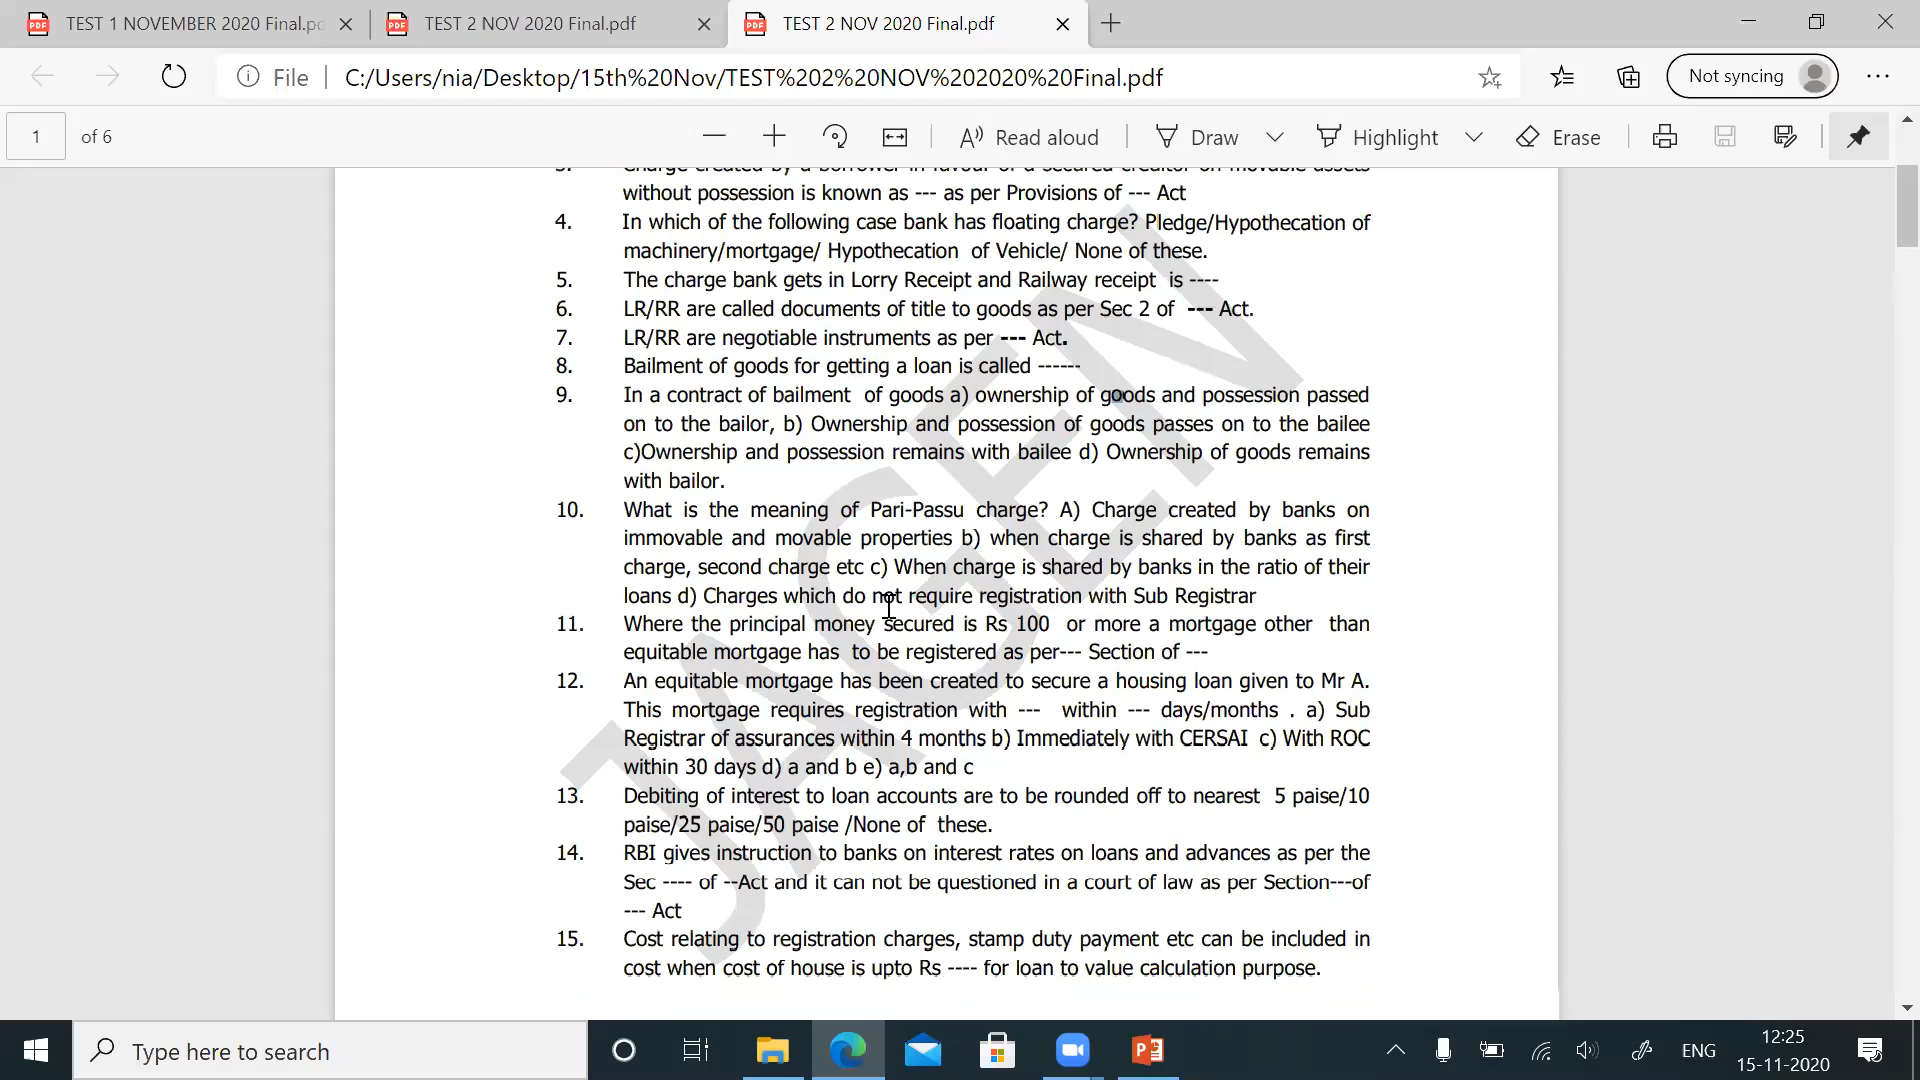 TEST 1 NOVEMBER 2020 Final.pd
TEST 2 NOV 2020 Final.pdf
TEST 2 NOV 2020 Final.pdf
File
C:/Users/nia/Desktop/15th%20Nov/TEST%202%20NOV%202020%20Final.pdf
Not syncing
1 of 6
Read aloud
Draw
Highlight
Erase
3. Charge created by a borrower in favour of a secured creditor on movable assets
without possession is known as --- as per Provisions of --- Act
4. In which of the following case bank has floating charge? Pledge/Hypothecation of
machinery/mortgage/ Hypothecation of Vehicle/ None of these.
5. The charge bank gets in Lorry Receipt and Railway receipt is ----
6. LR/RR are called documents of title to goods as per Sec 2 of --- Act.
7. LR/RR are negotiable instruments as per --- Act.
8. Bailment of goods for getting a loan is called ------
9. In a contract of bailment of goods a) ownership of goods and possession passed
on to the bailor, b) Ownership and possession of goods passes on to the bailee
c)Ownership and possession remains with bailee d) Ownership of goods remains
with bailor.
10. What is the meaning of Pari-Passu charge? A) Charge created by banks on
immovable and movable properties b) when charge is shared by banks as first
charge, second charge etc c) When charge is shared by banks in the ratio of their
loans d) Charges which do not require registration with Sub Registrar
11. Where the principal money secured is Rs 100 or more a mortgage other than
equitable mortgage has to be registered as per--- Section of ---
12. An equitable mortgage has been created to secure a housing loan given to Mr A.
This mortgage requires registration with --- within --- days/months . a) Sub
Registrar of assurances within 4 months b) Immediately with CERSAI c) With ROC
within 30 days d) a and b e) a,b and c
13. Debiting of interest to loan accounts are to be rounded off to nearest 5 paise/10
paise/25 paise/50 paise /None of these.
14. RBI gives instruction to banks on interest rates on loans and advances as per the
Sec ---- of --Act and it can not be questioned in a court of law as per Section---of
--- Act
15. Cost relating to registration charges, stamp duty payment etc can be included in
cost when cost of house is upto Rs ---- for loan to value calculation purpose.
JAGEN
Type here to search
ENG
12:25
15-11-2020